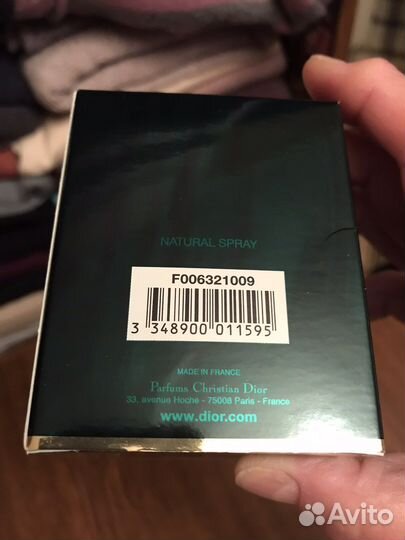 NATURAL SPRAY
F006321009
3 348900 011595
MADE IN FRANCE
Parfums Christian Dior
33, avenue Hoche - 75008 Paris - France
www.dior.com
Avito